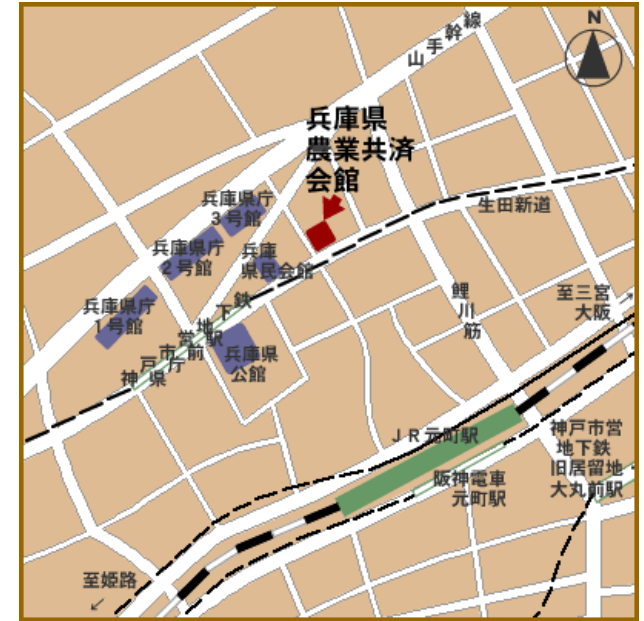 N
山手幹線
兵庫県
農業共済
会館
兵庫県庁
3号館
生田新道
兵庫県庁
2号館
兵庫
県民会館
鯉川筋
至三宮
大阪
兵庫県庁
1号館
神戸市営地下鉄
県庁前駅
兵庫県
公館
JR元町駅
神戸市営
地下鉄
旧居留地
大丸前駅
阪神電車
元町駅
至姫路